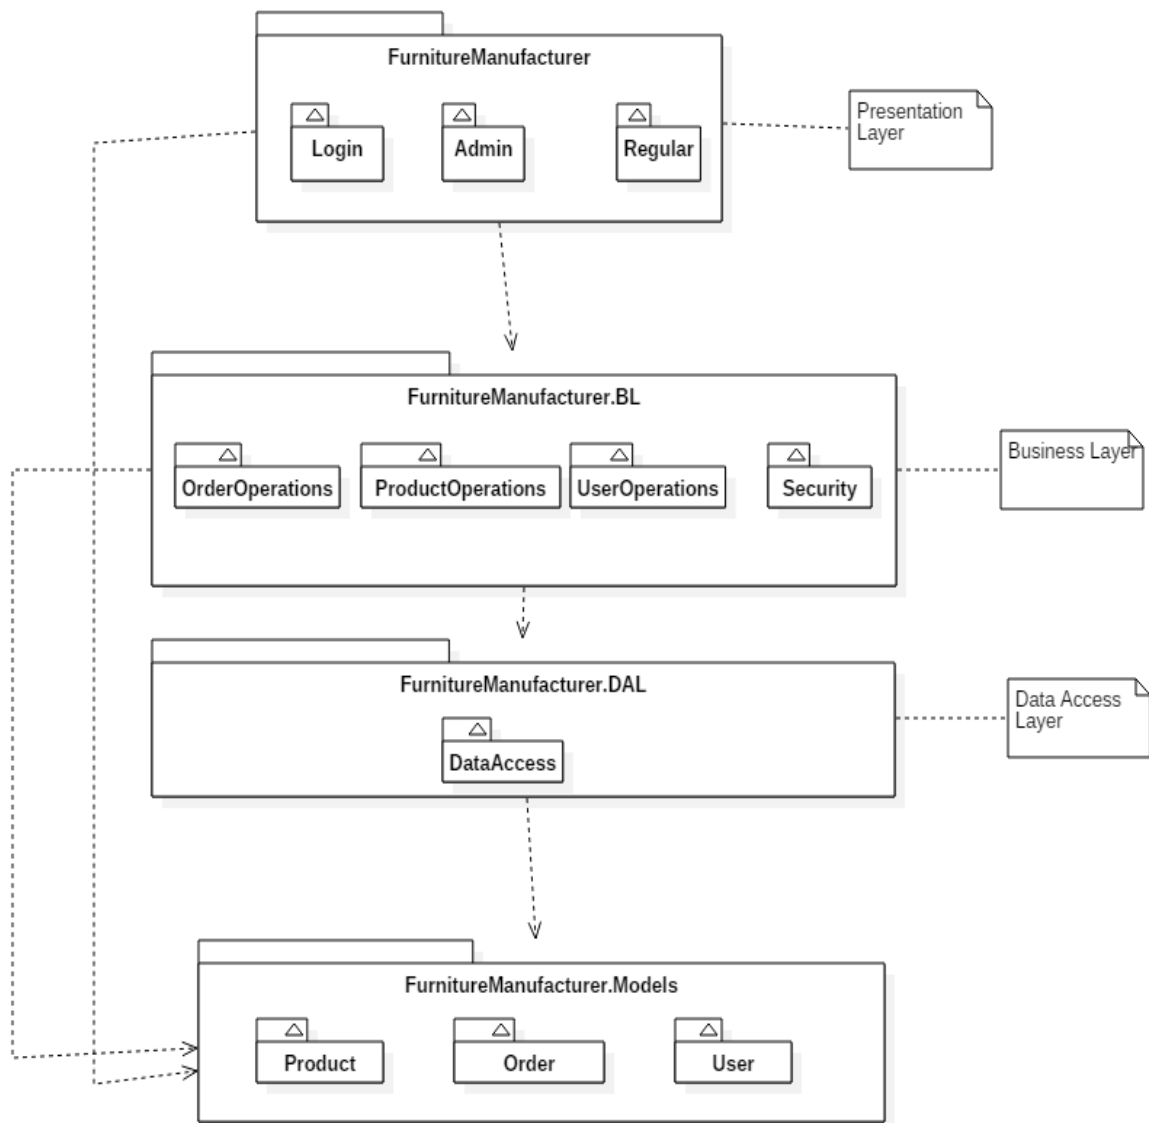 FurnitureManufacturer
Login
Admin
Regular
Presentation
Layer
FurnitureManufacturer.BL
OrderOperations
ProductOperations
UserOperations
Security
Business Layer
FurnitureManufacturer.DAL
DataAccess
Data Access
Layer
FurnitureManufacturer.Models
Product
Order
User